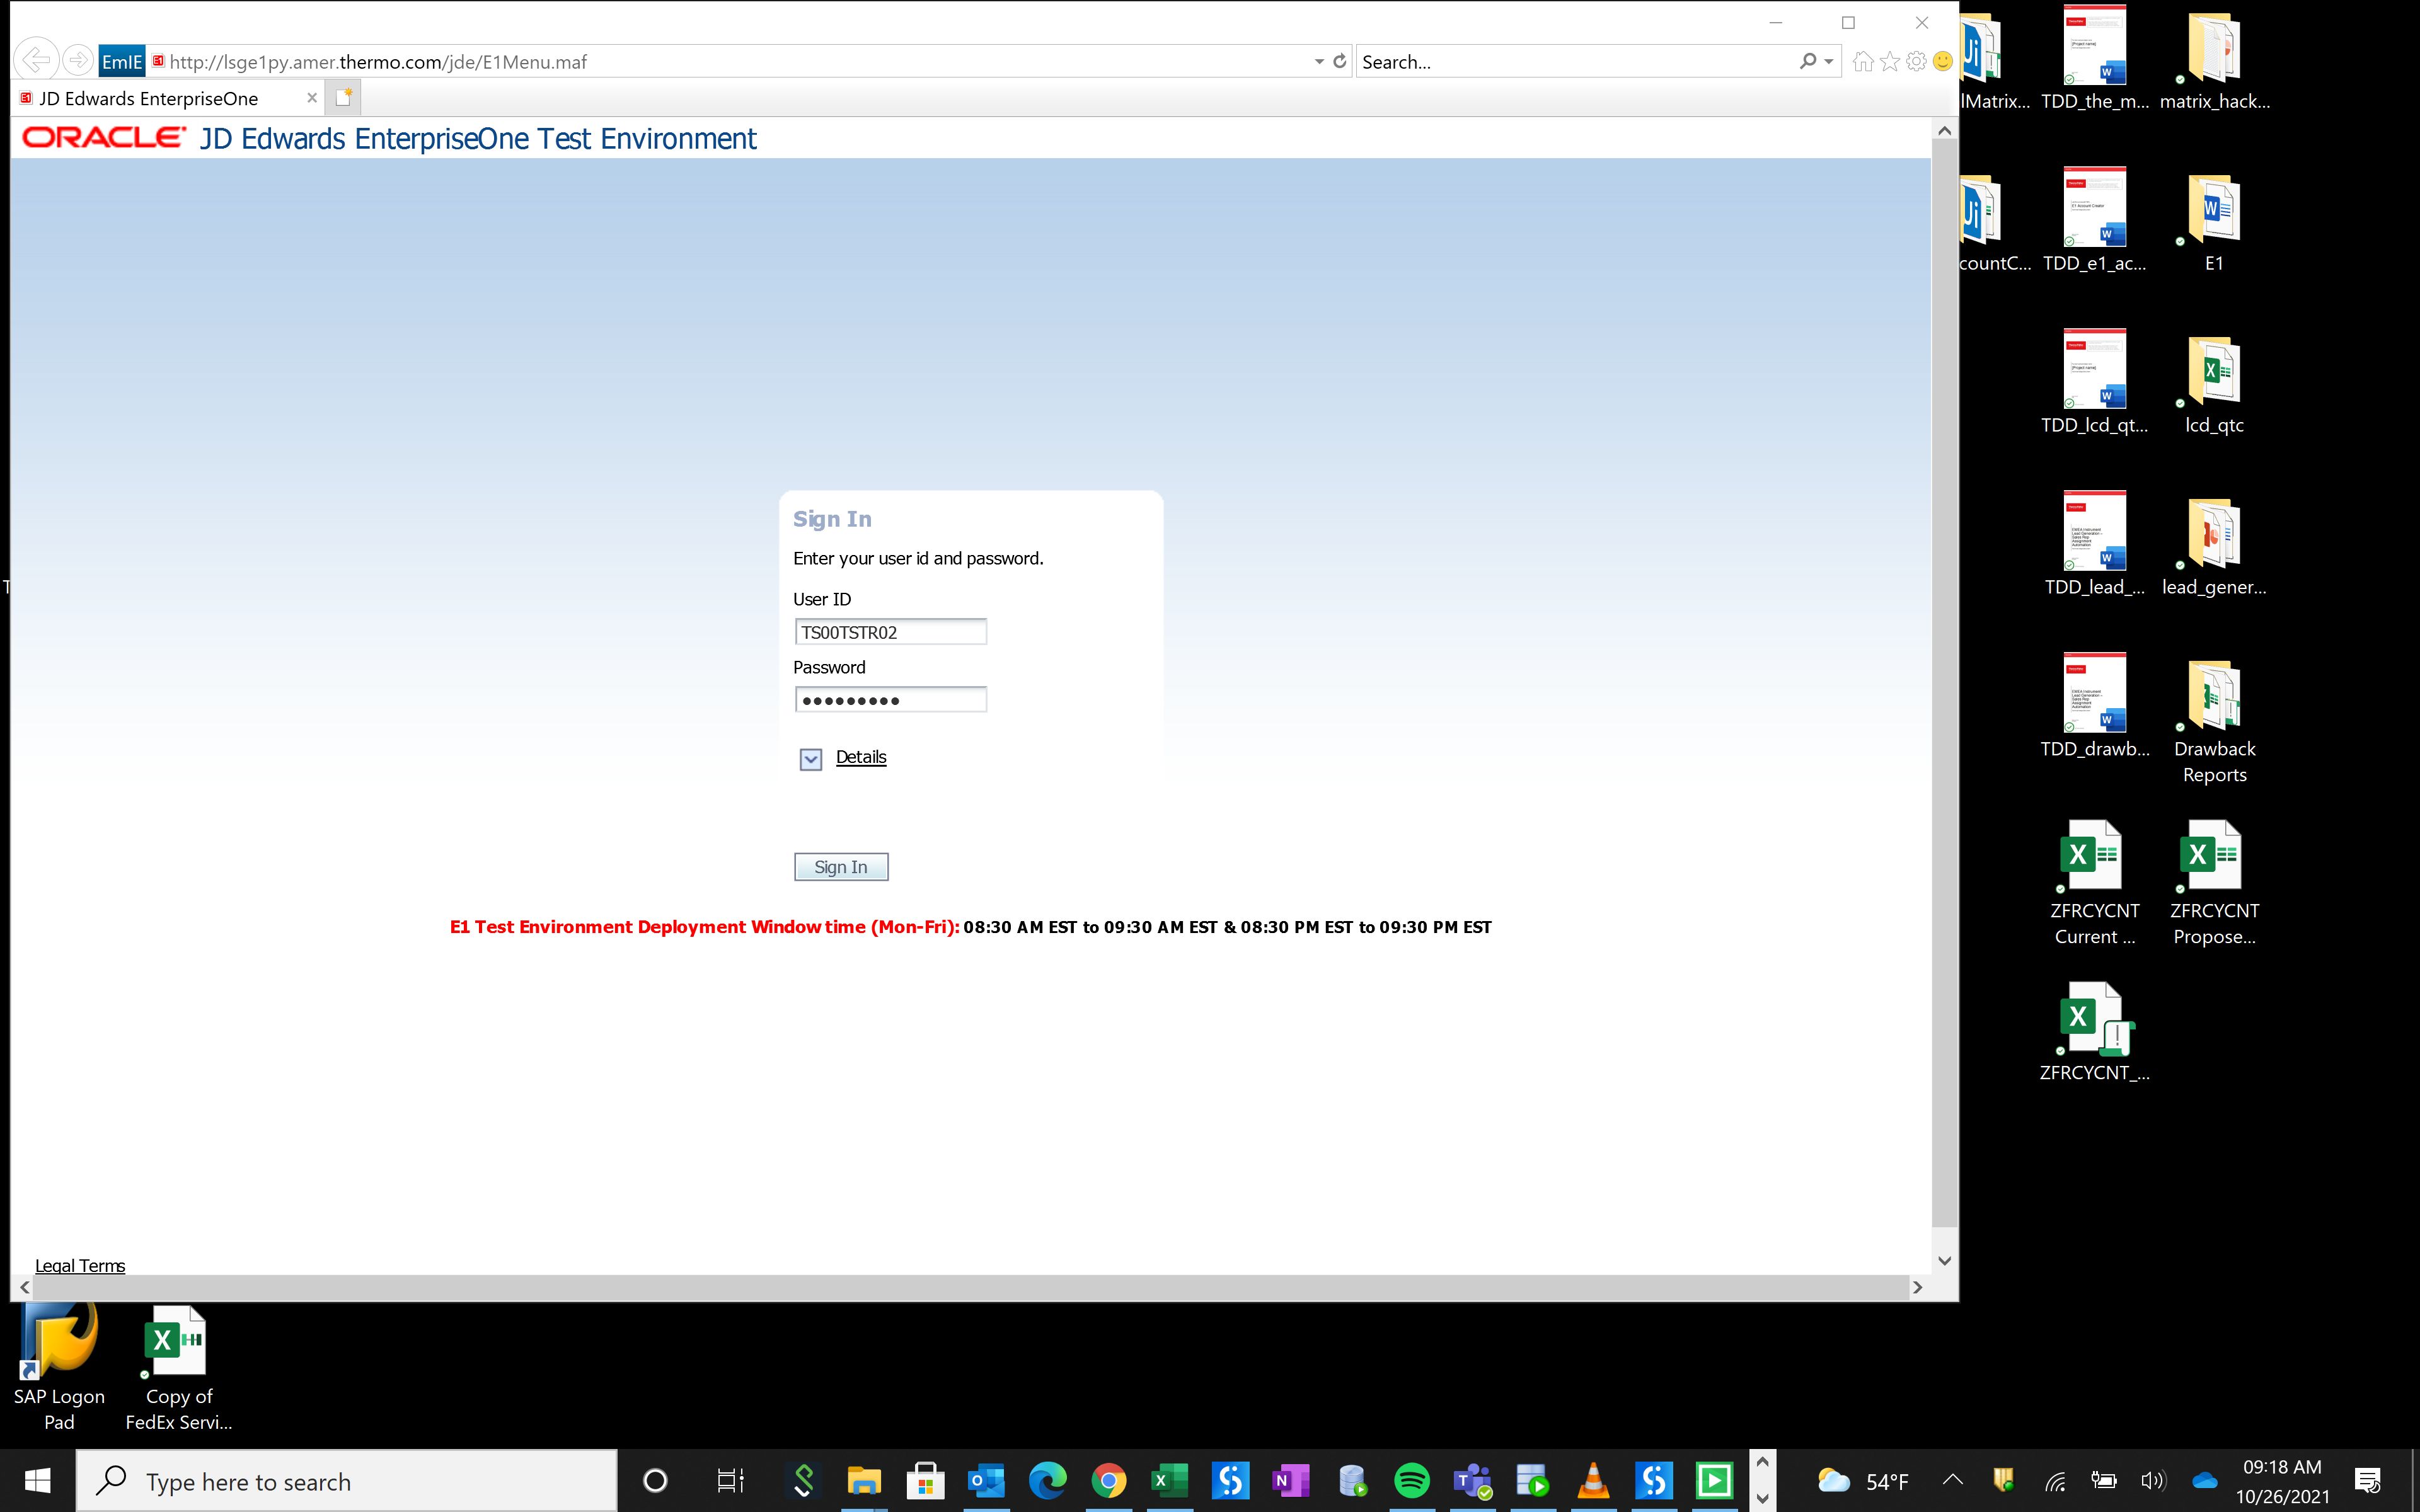 EmIE
http://lsge1py.amer.thermo.com/jde/E1Menu.maf
Search...
JD Edwards EnterpriseOne
ORACLE JD Edwards EnterpriseOne Test Environment
Sign In
Enter your user id and password.
User ID
TS00TSTR02
Password
Details
Sign In
E1 Test Environment Deployment Window time (Mon-Fri): 08:30 AM EST to 09:30 AM EST & 08:30 PM EST to 09:30 PM EST
Legal Terms
lMatrix...
TDD_the_m...
matrix_hack...
countC...
TDD_e1_ac...
E1
TDD_lcd_qt...
lcd_qtc
TDD_lead_...
lead_gener...
TDD_drawb...
Drawback
Reports
ZFRCYCNT
Current ...
ZFRCYCNT
Propose...
ZFRCYCNT_...
SAP Logon
Pad
Copy of
FedEx Servi...
Type here to search
54°F
09:18 AM
10/26/2021